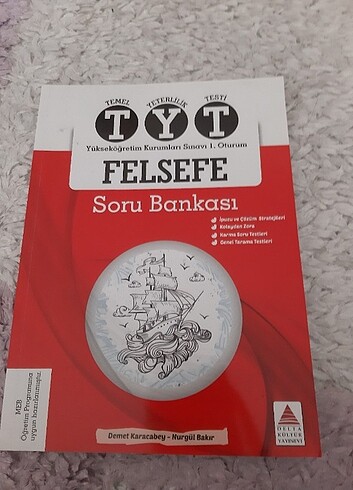 TEMEL YETERLİLİK TESTİ
TYT
Yükseköğretim Kurumları Sınavı 1. Oturum
FELSEFE
Soru Bankası
İpucu ve Çözüm Stratejileri
Kolaydan Zora
Karma Soru Testleri
Genel Tarama Testleri
MEB
Öğretim Programına
uygun hazırlanmıştır.
Demet Karacabey - Nurgül Bakır
DELTA
KÜLTÜR
YAYINEVİ